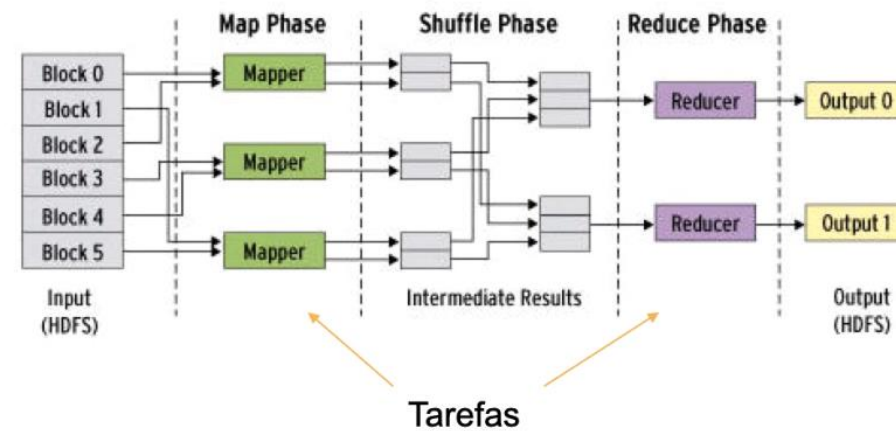 Map Phase
Shuffle Phase
Reduce Phase
Block 0
Block 1
Block 2
Block 3
Block 4
Block 5
Mapper
Mapper
Mapper
Reducer
Reducer
Output 0
Output 1
Input
(HDFS)
Intermediate Results
Output
(HDFS)
Tarefas